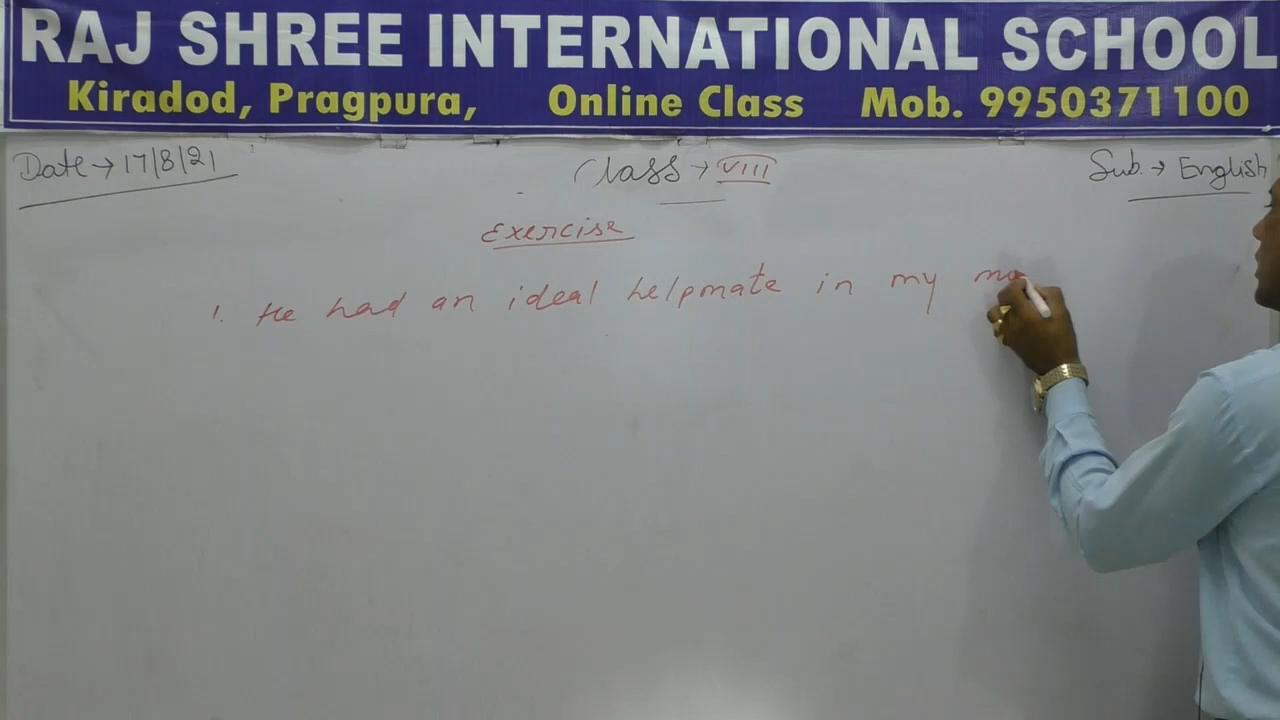 RAJ SHREE INTERNATIONAL SCHOOL
Kiradod, Pragpura, Online Class Mob. 9950371100
Date → 17/8/21 Class → VIII Sub. → English
Exercise
1. He had an ideal helpmate in my